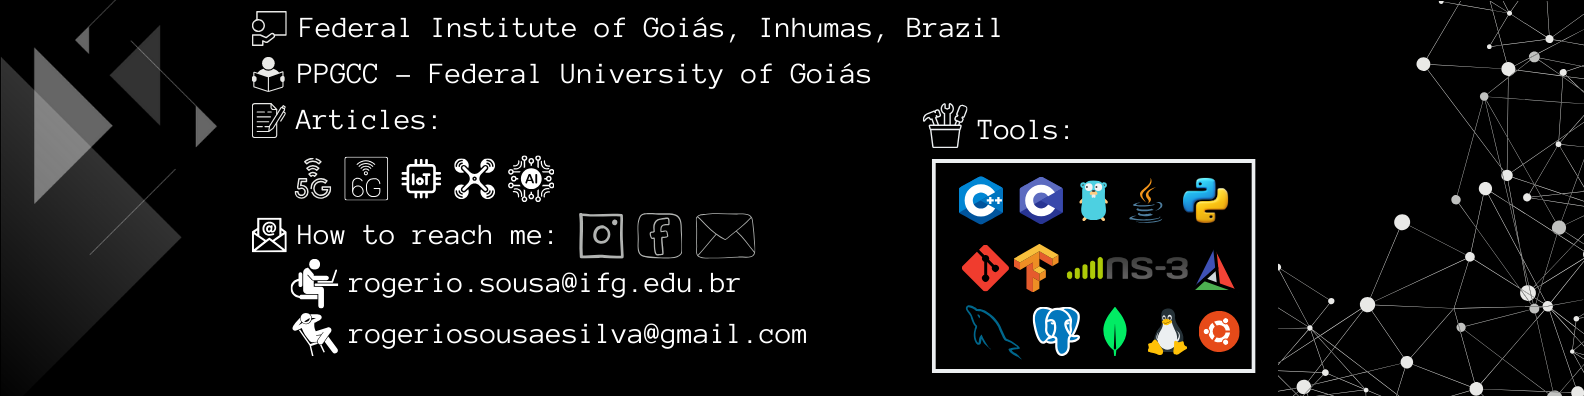 Federal Institute of Goiás, Inhumas, Brazil
PPGCC - Federal University of Goiás
Articles:
5G 6G IoT AI
How to reach me:
rogerio.sousa@ifg.edu.br
rogeriosousaesilva@gmail.com
Tools:
C++ C
NS-3